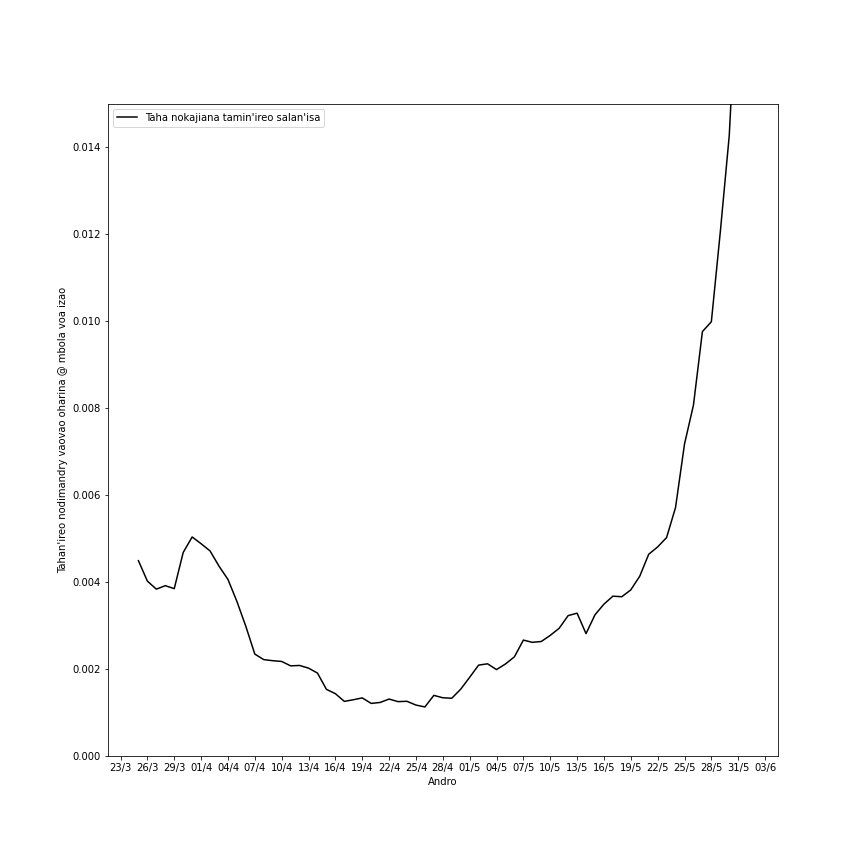 Taha nokajiana tamin'ireo salan'isa
0.014
0.012
0.010
0.008
0.006
0.004
0.002
0.000
Tahan'ireo nodimandry vaovao oharina @ mbola voa izao
23/3 26/3 29/3 01/4 04/4 07/4 10/4 13/4 16/4 19/4 22/4 25/4 28/4 01/5 04/5 07/5 10/5 13/5 16/5 19/5 22/5 25/5 28/5 31/5 03/6
Andro